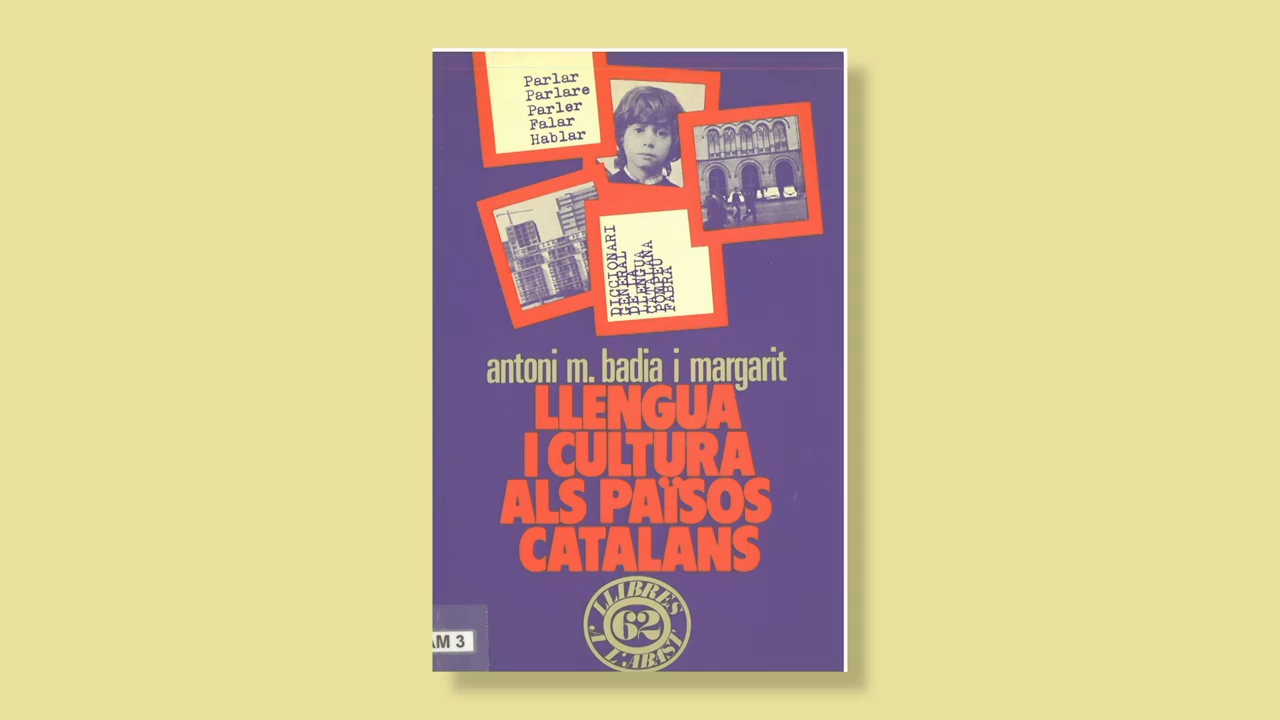 Parlar
Parlare
Parler
Falar
Hablar
DICCIONARI
GENERAL
DE LA
LLENGUA
CATALANA
POMPEU
FABRA
antoni m. badia i margarit
LLENGUA
I CULTURA
ALS PAÏSOS
CATALANS
LLIBRES
62
A L'ABAST
AM 3